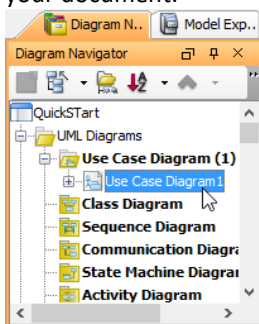 your document.
Diagram N.. Model Exp..
Diagram Navigator
QuickSTart
UML Diagrams
Use Case Diagram (1)
Use Case Diagram1
Class Diagram
Sequence Diagram
Communication Diagra
State Machine Diagrar
Activity Diagram